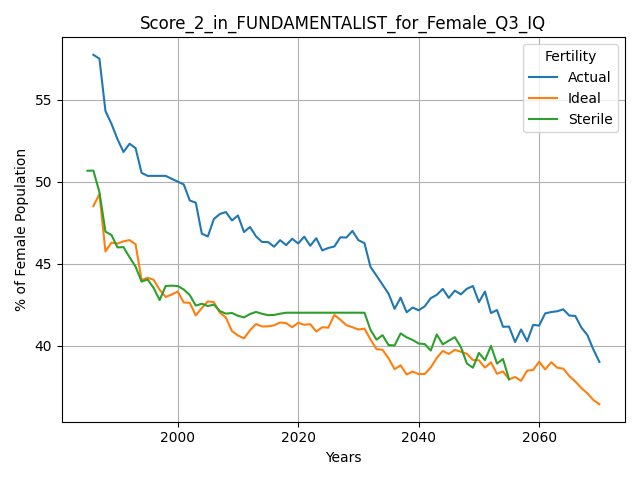 Score_2_in_FUNDAMENTALIST_for_Female_Q3_IQ
Fertility
Actual
Ideal
Sterile
% of Female Population
55
50
45
40
2000
2020
2040
2060
Years